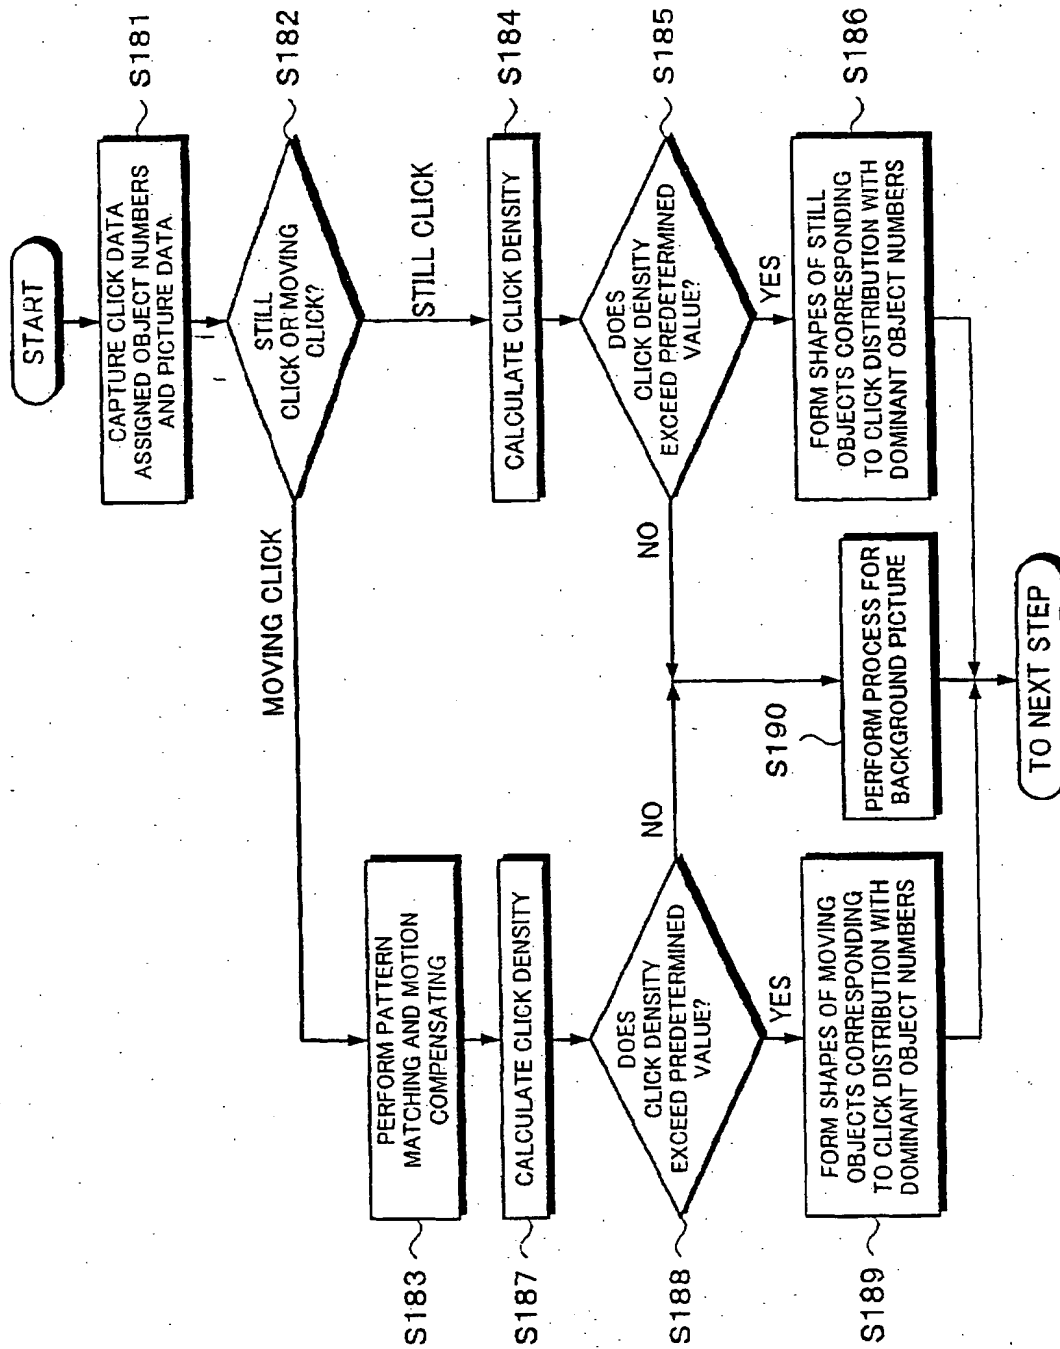 START
CAPTURE CLICK DATA
ASSIGNED OBJECT NUMBERS
AND PICTURE DATA
S181
STILL
CLICK OR MOVING
CLICK?
S182
MOVING CLICK
STILL CLICK
PERFORM PATTERN
MATCHING AND MOTION
COMPENSATING
S183
CALCULATE CLICK DENSITY
S187
CALCULATE CLICK DENSITY
S184
DOES
CLICK DENSITY
EXCEED PREDETERMINED
VALUE?
S188
NO
YES
DOES
CLICK DENSITY
EXCEED PREDETERMINED
VALUE?
S185
NO
YES
FORM SHAPES OF MOVING
OBJECTS CORRESPONDING
TO CLICK DISTRIBUTION WITH
DOMINANT OBJECT NUMBERS
S189
S190
PERFORM PROCESS FOR
BACKGROUND PICTURE
FORM SHAPES OF STILL
OBJECTS CORRESPONDING
TO CLICK DISTRIBUTION WITH
DOMINANT OBJECT NUMBERS
S186
TO NEXT STEP